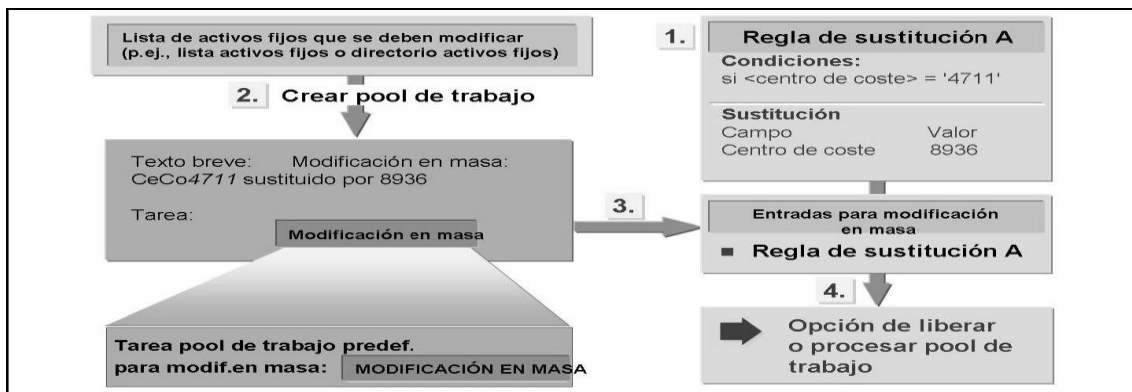 Lista de activos fijos que se deben modificar
(p.ej., lista activos fijos o directorio activos fijos)
2. Crear pool de trabajo
Texto breve: Modificación en masa:
CeCo4711 sustituido por 8936
Tarea:
Modificación en masa
Tarea pool de trabajo predef.
para modif.en masa: MODIFICACIÓN EN MASA
1. Regla de sustitución A
Condiciones:
si <centro de coste> = '4711'
Sustitución
Campo Valor
Centro de coste 8936
3.
Entradas para modificación
en masa
Regla de sustitución A
4.
Opción de liberar
o procesar pool de
trabajo